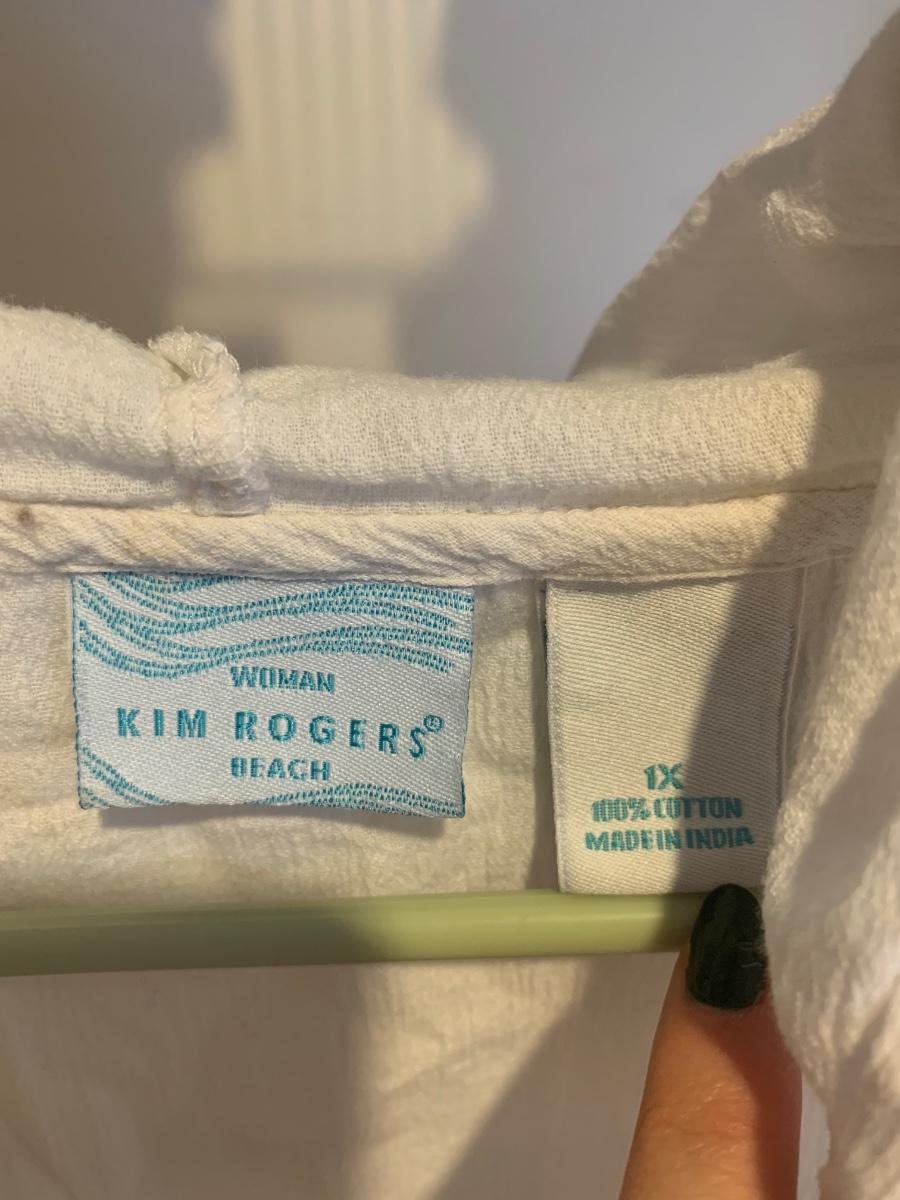 WOMAN
KIM ROGERS®
BEACH
1X
100% COTTON
MADE IN INDIA